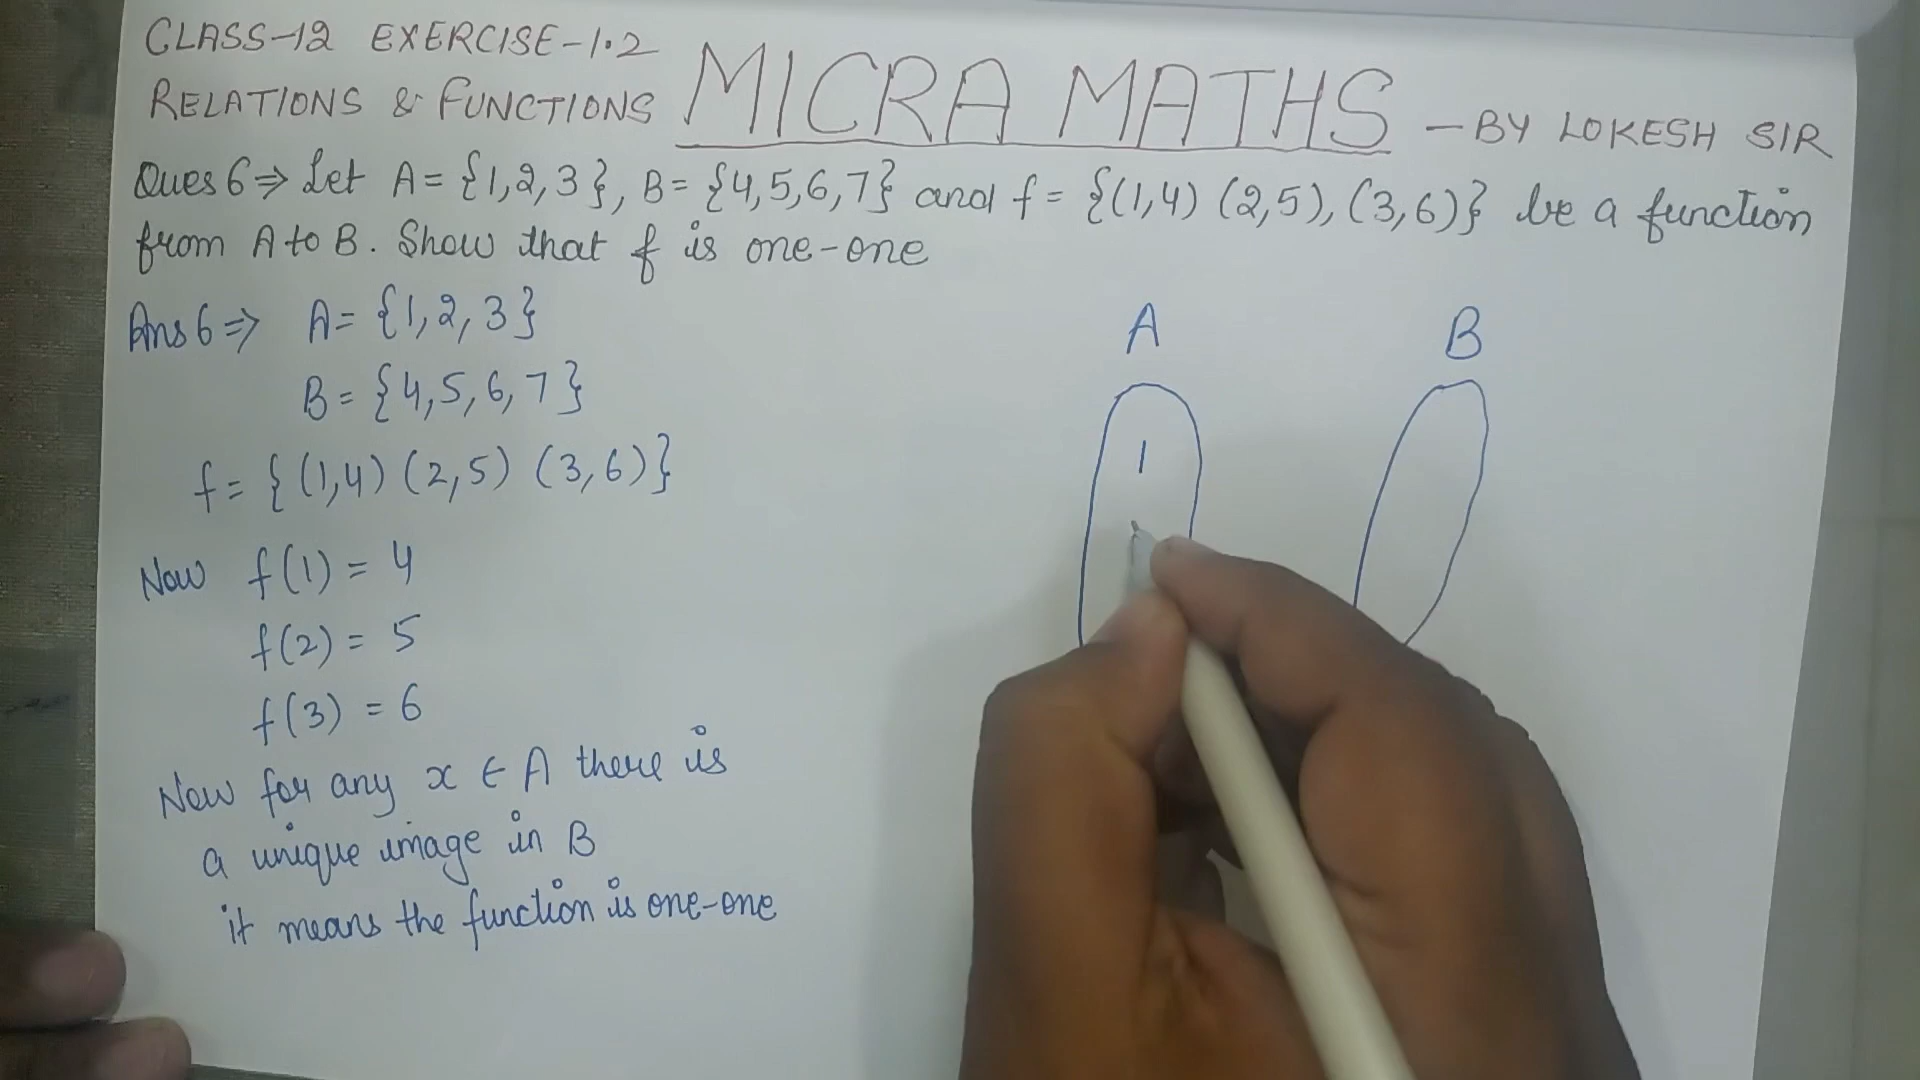 CLASS-12 EXERCISE-1.2
RELATIONS & FUNCTIONS
MICRA MATHS
- BY LOKESH SIR
Ques 6 ⇒ Let A = {1,2,3}, B = {4,5,6,7} and f = {(1,4) (2,5), (3,6)} be a function
from A to B. Show that f is one-one
Ans 6 ⇒ A = {1,2,3}
B = {4,5,6,7}
f = {(1,4) (2,5) (3,6)}
Now f(1) = 4
f(2) = 5
f(3) = 6
Now for any x ∈ A there is
a unique image in B
it means the function is one-one
A
B
1